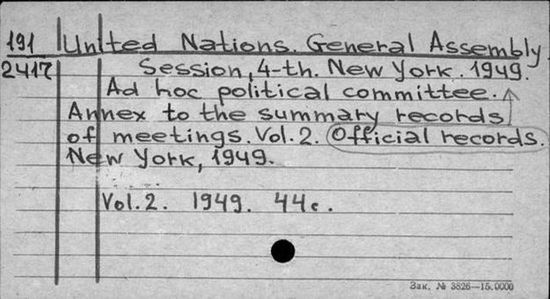 191 United Nations. General Assembly.
2417 Session, 4-th. New York. 1949.
Ad hoc political committee.
Annex to the summary records
of meetings. Vol. 2. Official records.
New York, 1949.
Vol. 2. 1949. 44 с.
Зак. № 3826—15.0000